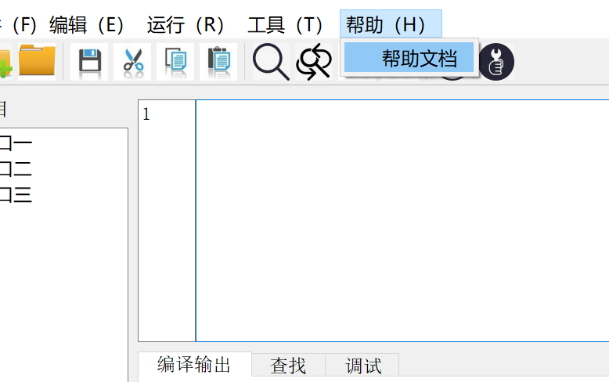 (F) 编辑（E） 运行（R） 工具（T） 帮助（H）
帮助文档
1
口一
口二
口三
编译输出 查找 调试